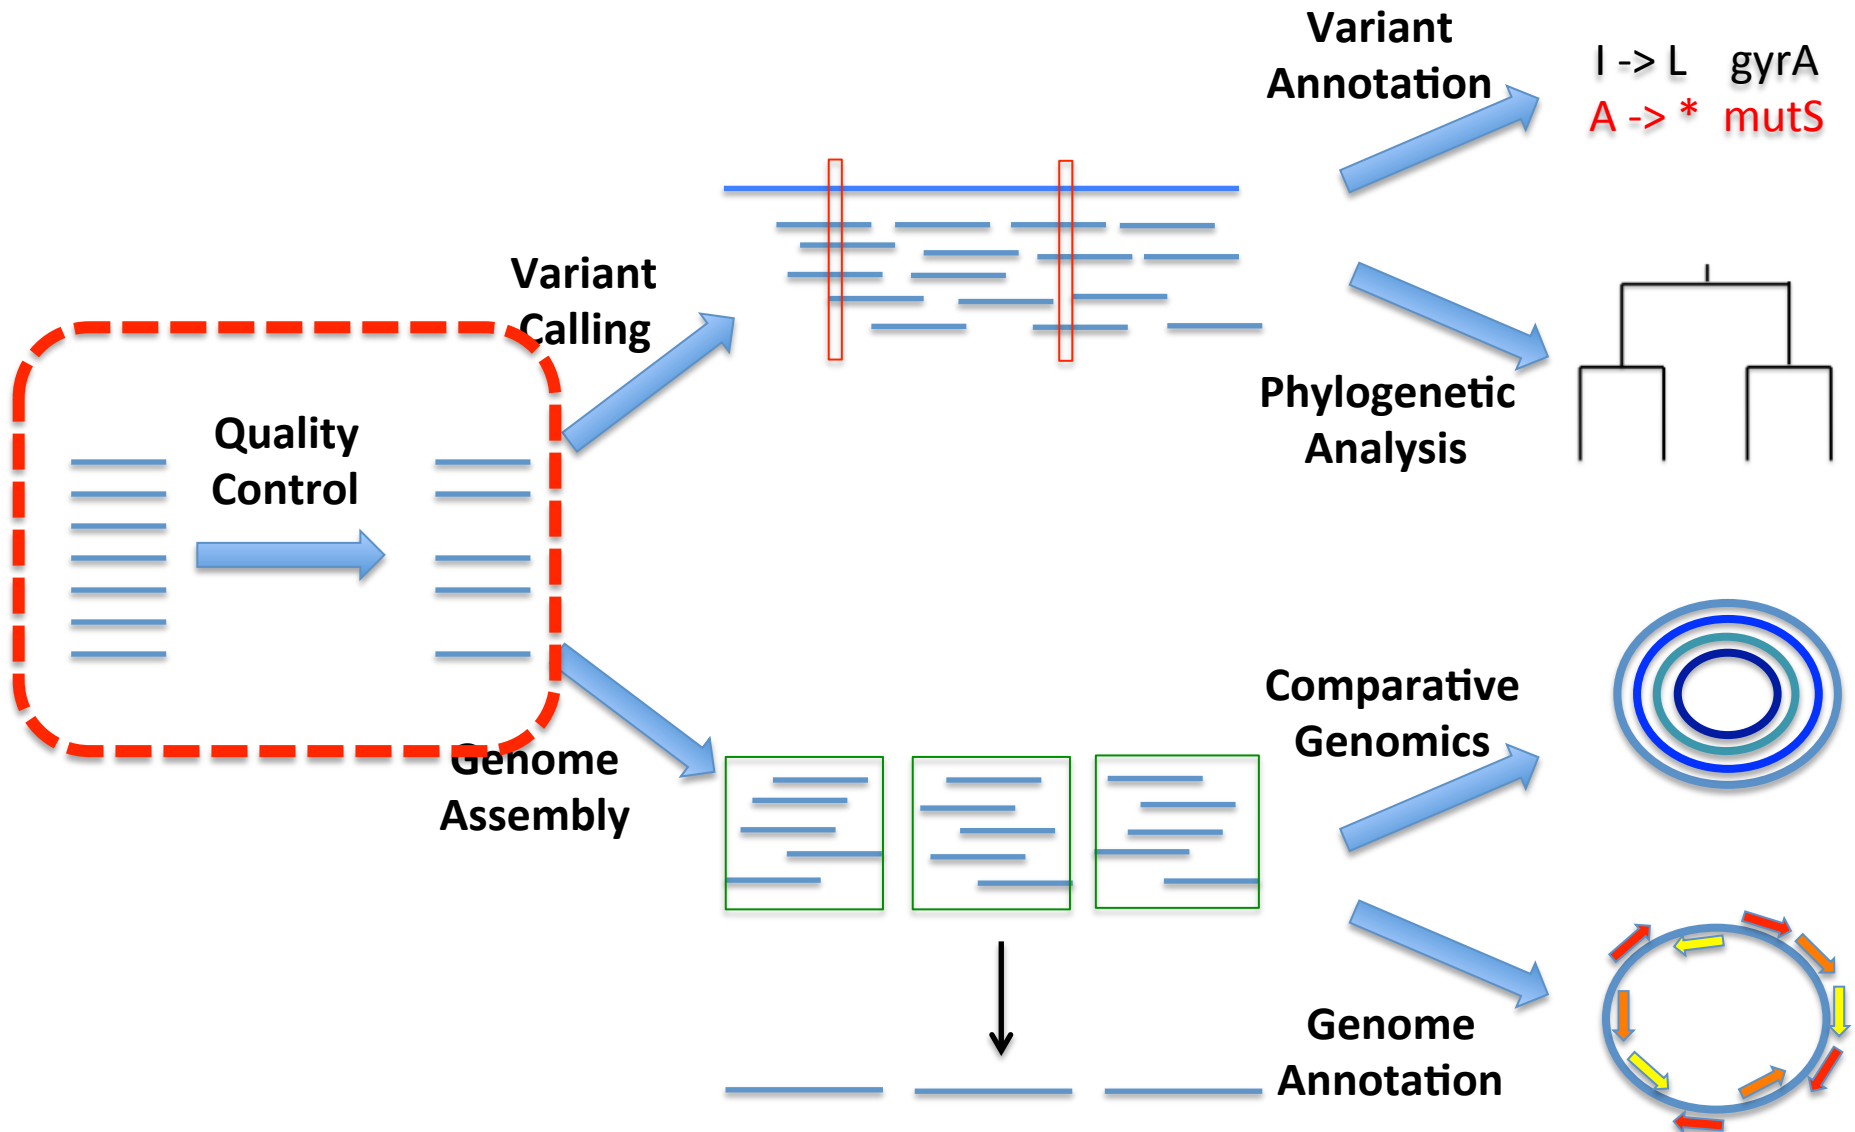 Variant
Annotation
I -> L gyrA
A -> * mutS
Variant
Calling
Phylogenetic
Analysis
Quality
Control
Comparative
Genomics
Genome
Assembly
Genome
Annotation